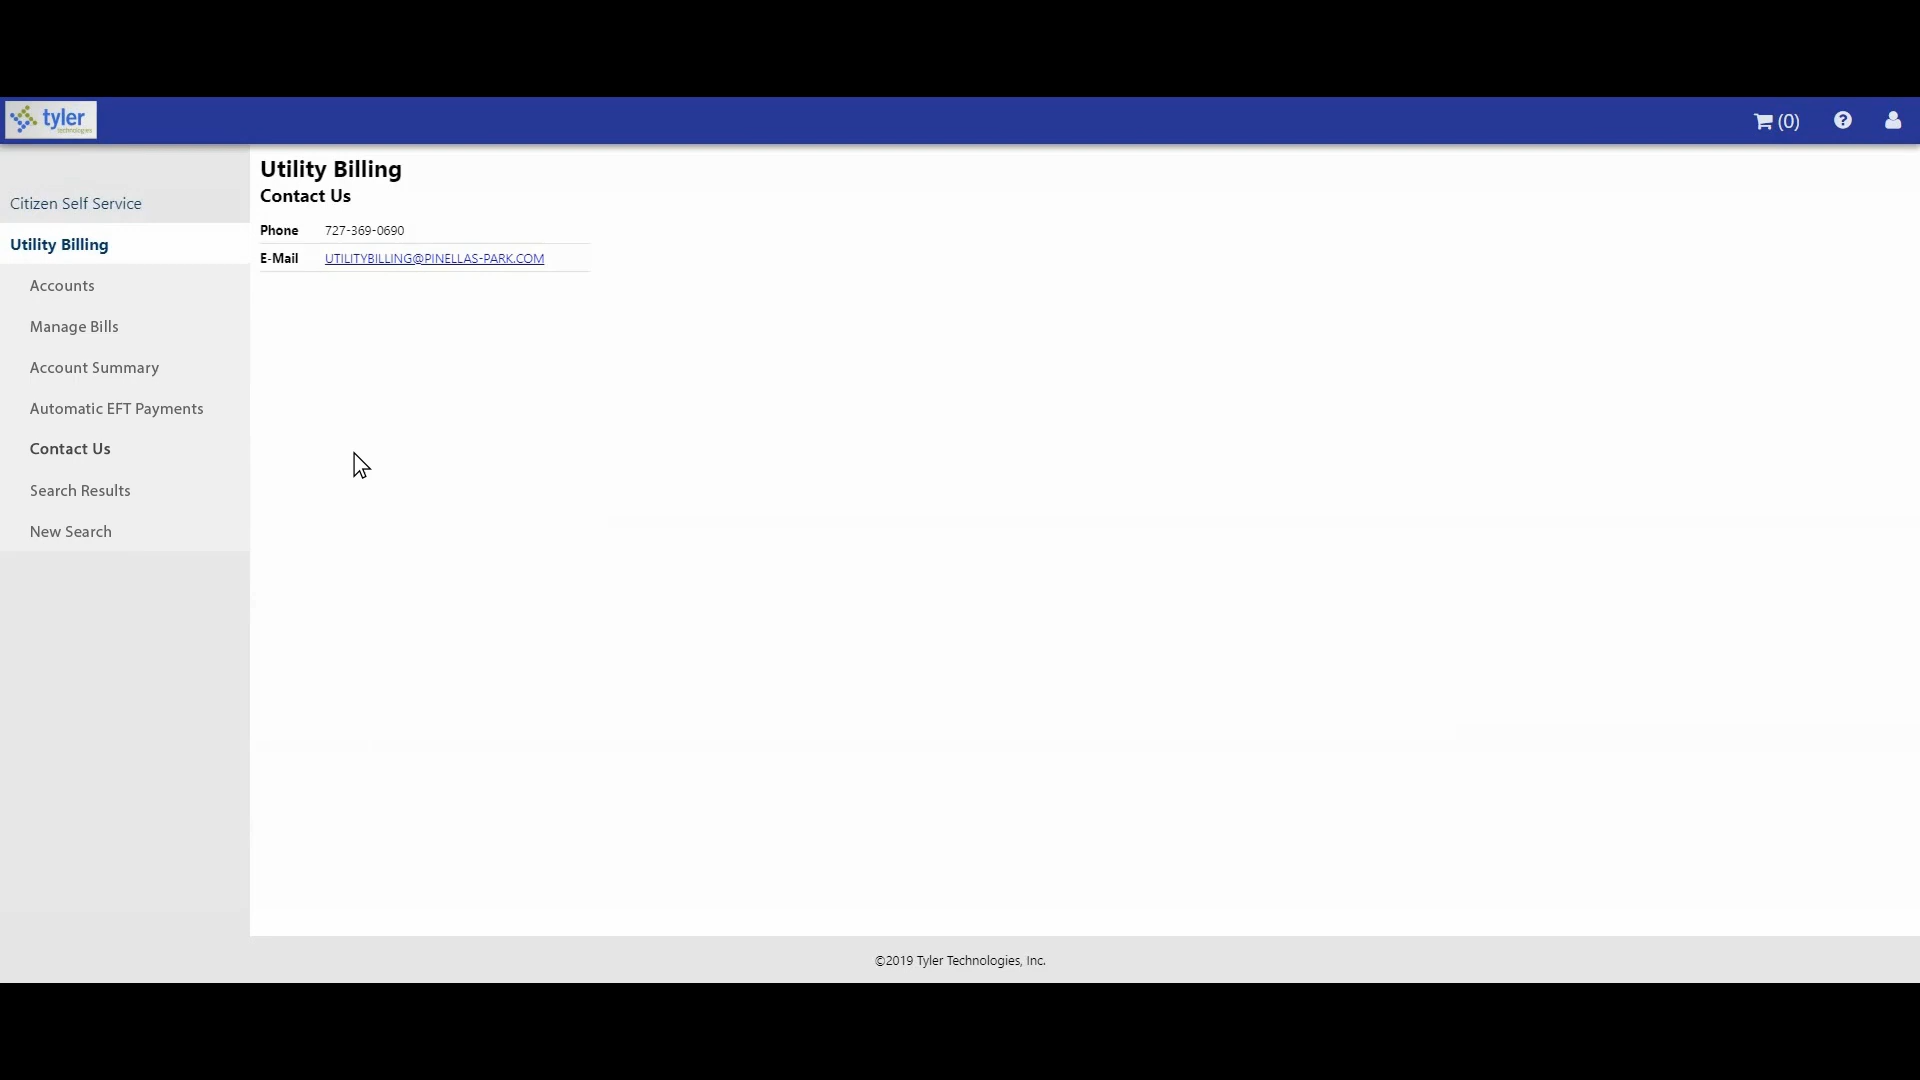 tyler
technologies
(0)
Citizen Self Service
Utility Billing
Accounts
Manage Bills
Account Summary
Automatic EFT Payments
Contact Us
Search Results
New Search
Utility Billing
Contact Us
Phone 727-369-0690
E-Mail UTILITYBILLING@PINELLAS-PARK.COM
©2019 Tyler Technologies, Inc.